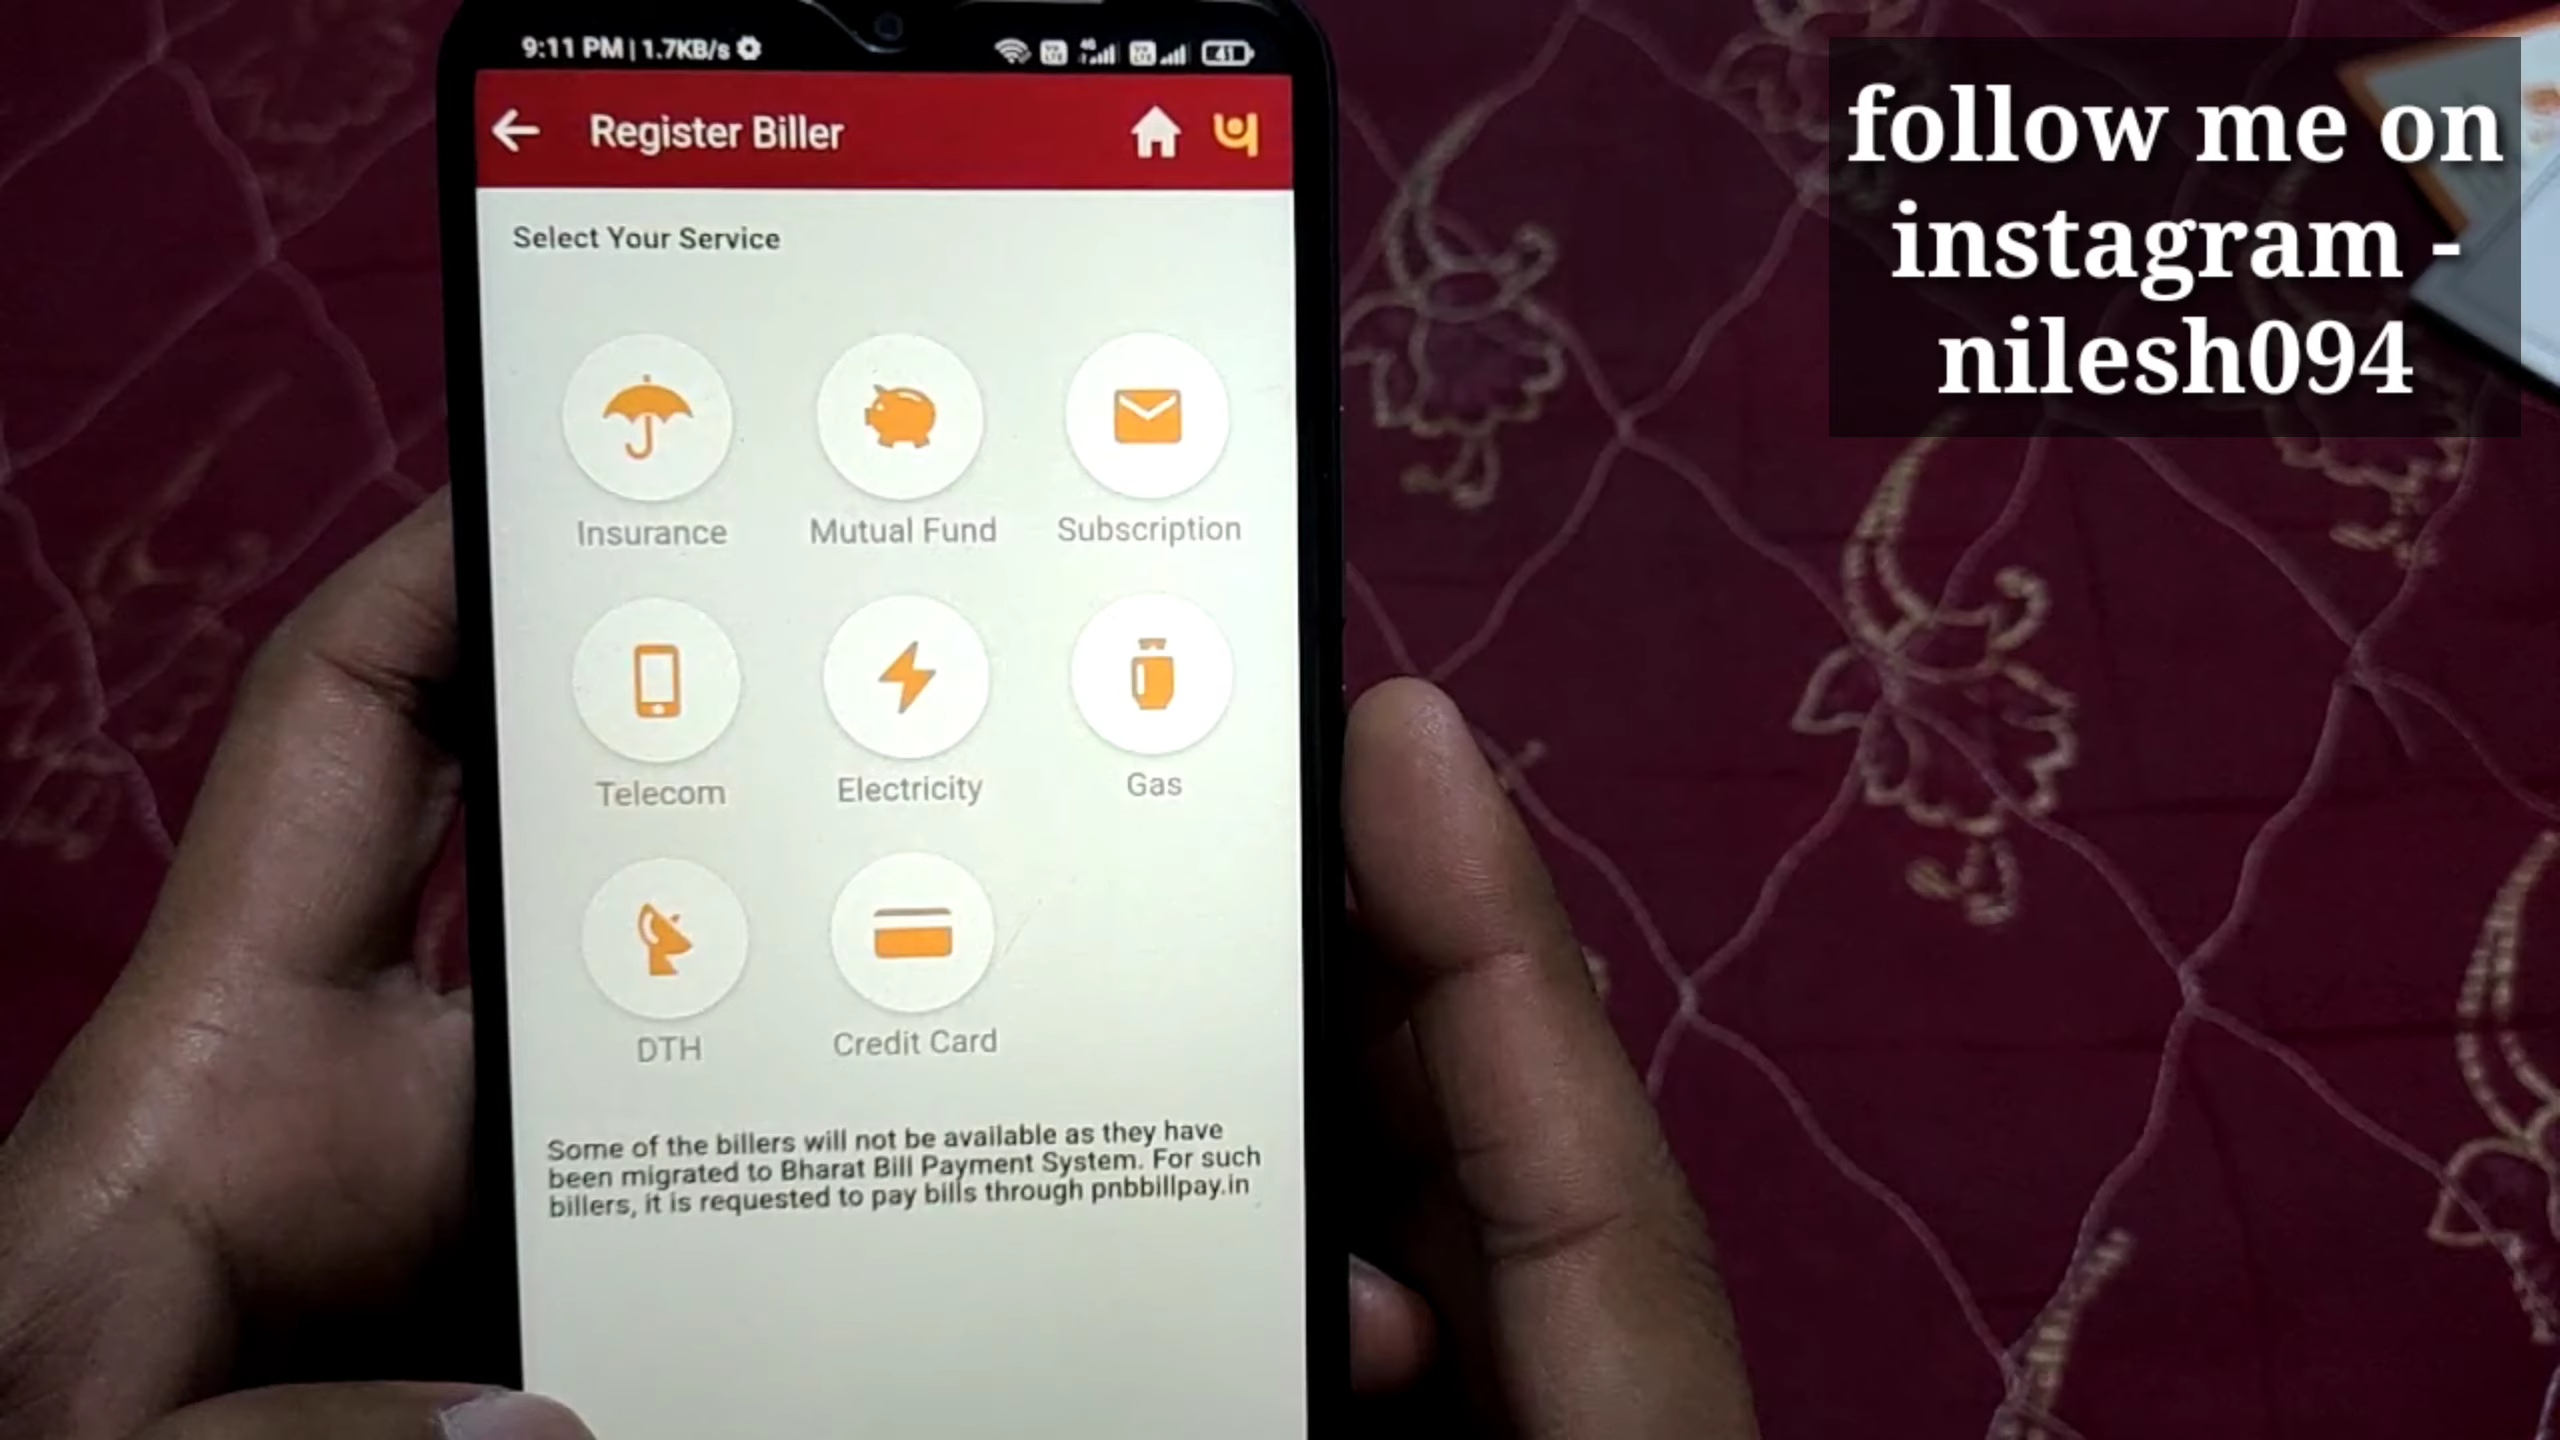 9:11 PM | 1.7KB/s
41
Register Biller
Select Your Service
Insurance
Mutual Fund
Subscription
Telecom
Electricity
Gas
DTH
Credit Card
Some of the billers will not be available as they have
been migrated to Bharat Bill Payment System. For such
billers, it is requested to pay bills through pnbbillpay.in
follow me on
instagram -
nilesh094